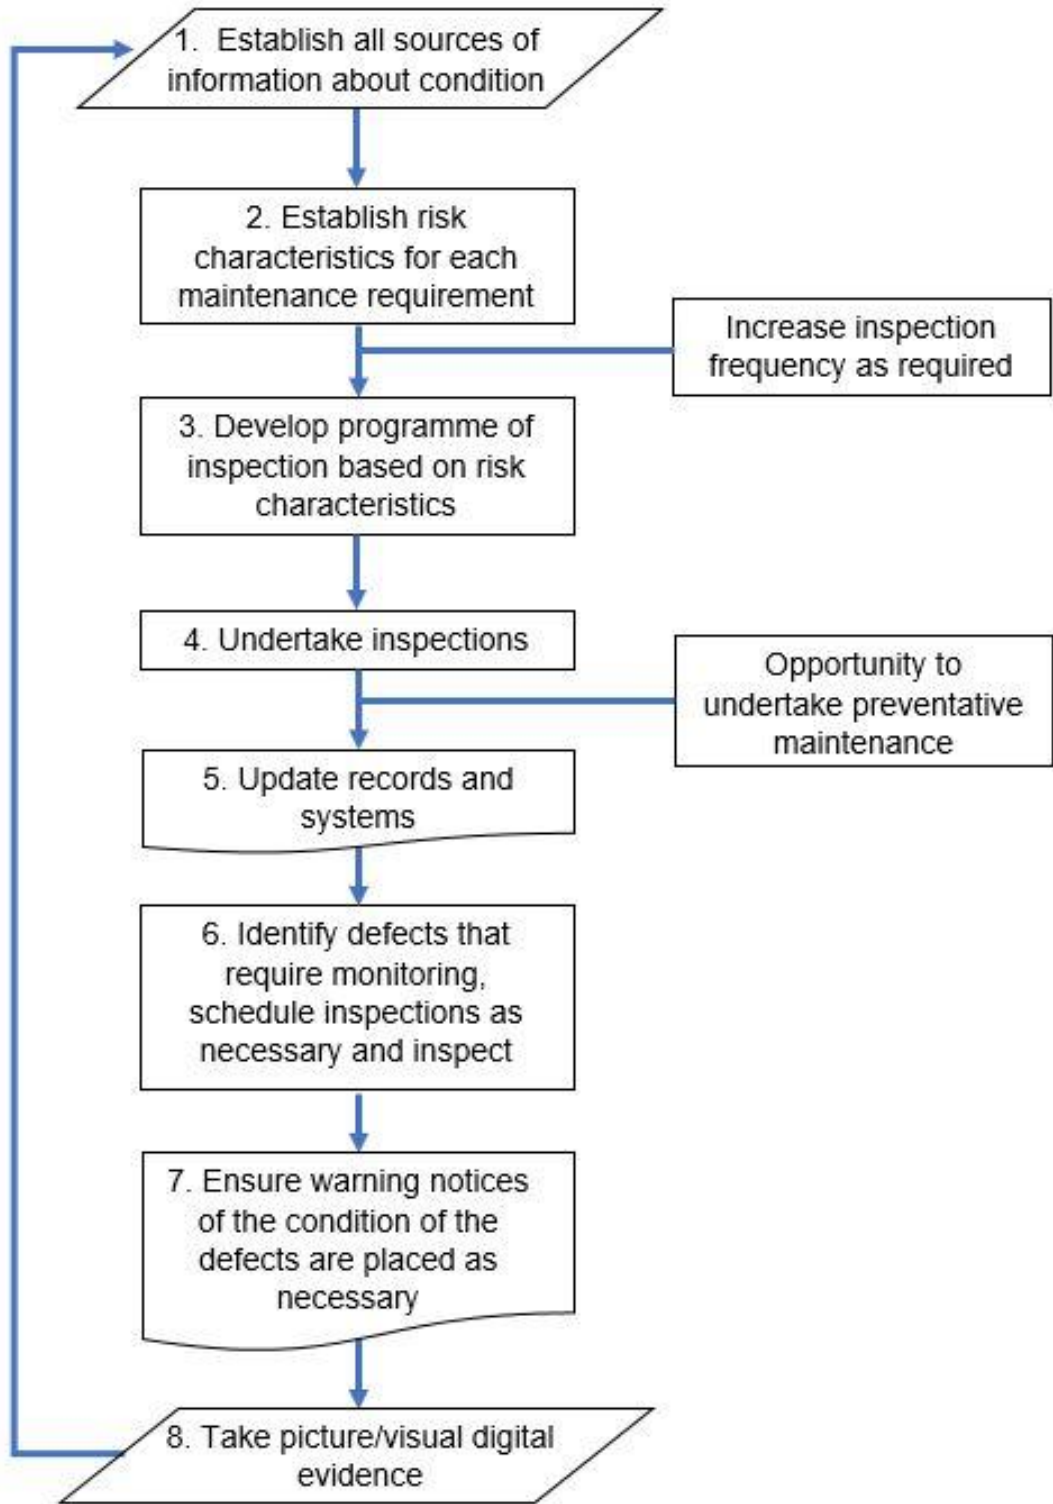 1. Establish all sources of
information about condition
2. Establish risk
characteristics for each
maintenance requirement
Increase inspection
frequency as required
3. Develop programme of
inspection based on risk
characteristics
4. Undertake inspections
Opportunity to
undertake preventative
maintenance
5. Update records and
systems
6. Identify defects that
require monitoring,
schedule inspections as
necessary and inspect
7. Ensure warning notices
of the condition of the
defects are placed as
necessary
8. Take picture/visual digital
evidence